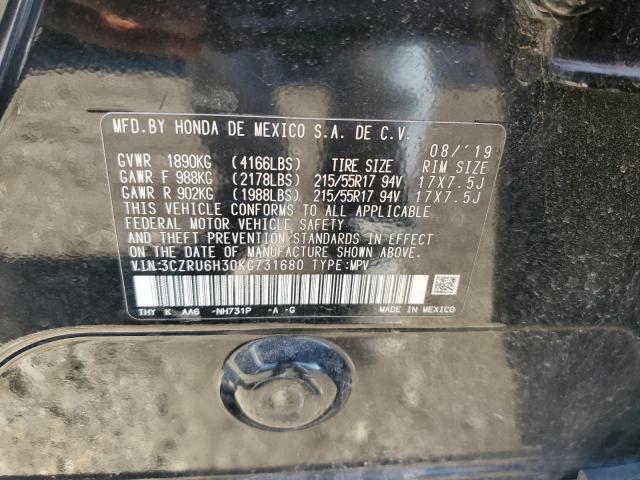 MFD.BY HONDA DE MEXICO S.A. DE C.V. 08/'19
GVWR 1890KG (4166LBS) TIRE SIZE RIM SIZE
GAWR F 988KG (2178LBS) 215/55R17 94V 17X7.5J
GAWR R 902KG (1988LBS) 215/55R17 94V 17X7.5J
THIS VEHICLE CONFORMS TO ALL APPLICABLE
FEDERAL MOTOR VEHICLE SAFETY
AND THEFT PREVENTION STANDARDS IN EFFECT
ON THE DATE OF MANUFACTURE SHOWN ABOVE.
V.I.N:3CZRU6H30KG731680 TYPE:MPV
THY K AA6 -NH731P -A -G MADE IN MEXICO